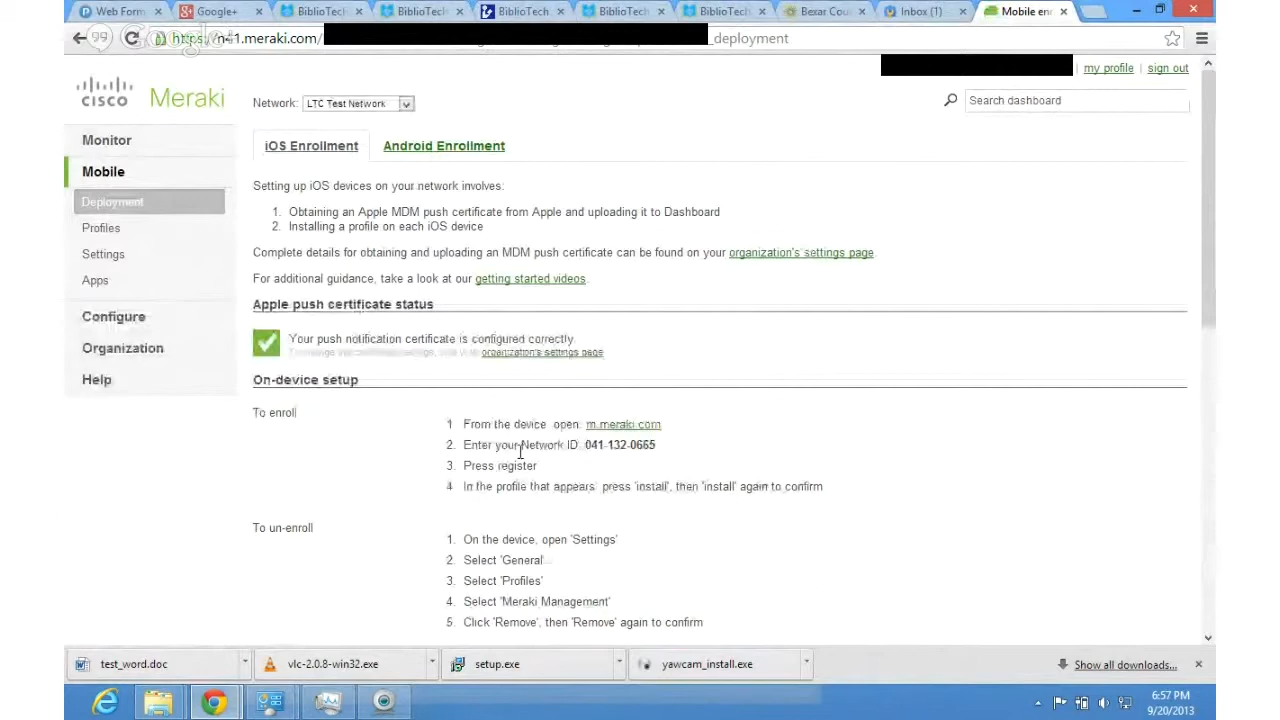 Web Form
Google+
BiblioTech
BiblioTech
BiblioTech
BiblioTech
BiblioTech
Bexar Cou
Inbox (1)
Mobile en
99
Google+
https://n41.meraki.com/
_deployment
my profile
sign out
cisco Meraki
Network: LTC Test Network
Search dashboard
Monitor
Mobile
Deployment
Profiles
Settings
Apps
Configure
Organization
Help
iOS Enrollment
Android Enrollment
Setting up iOS devices on your network involves:
1. Obtaining an Apple MDM push certificate from Apple and uploading it to Dashboard
2. Installing a profile on each iOS device
Complete details for obtaining and uploading an MDM push certificate can be found on your organization's settings page.
For additional guidance, take a look at our getting started videos.
Apple push certificate status
Your push notification certificate is configured correctly.
organization's settings page
On-device setup
To enroll
1 From the device open: m.meraki.com
2. Enter your Network ID: 041-132-0665
3. Press register
4 In the profile that appears press 'install', then 'install' again to confirm
To un-enroll
1. On the device, open 'Settings'
2. Select 'General'
3. Select 'Profiles'
4. Select 'Meraki Management'
5. Click 'Remove', then 'Remove' again to confirm
test_word.doc
vlc-2.0.8-win32.exe
setup.exe
yawcam_install.exe
Show all downloads...
6:57 PM
9/20/2013